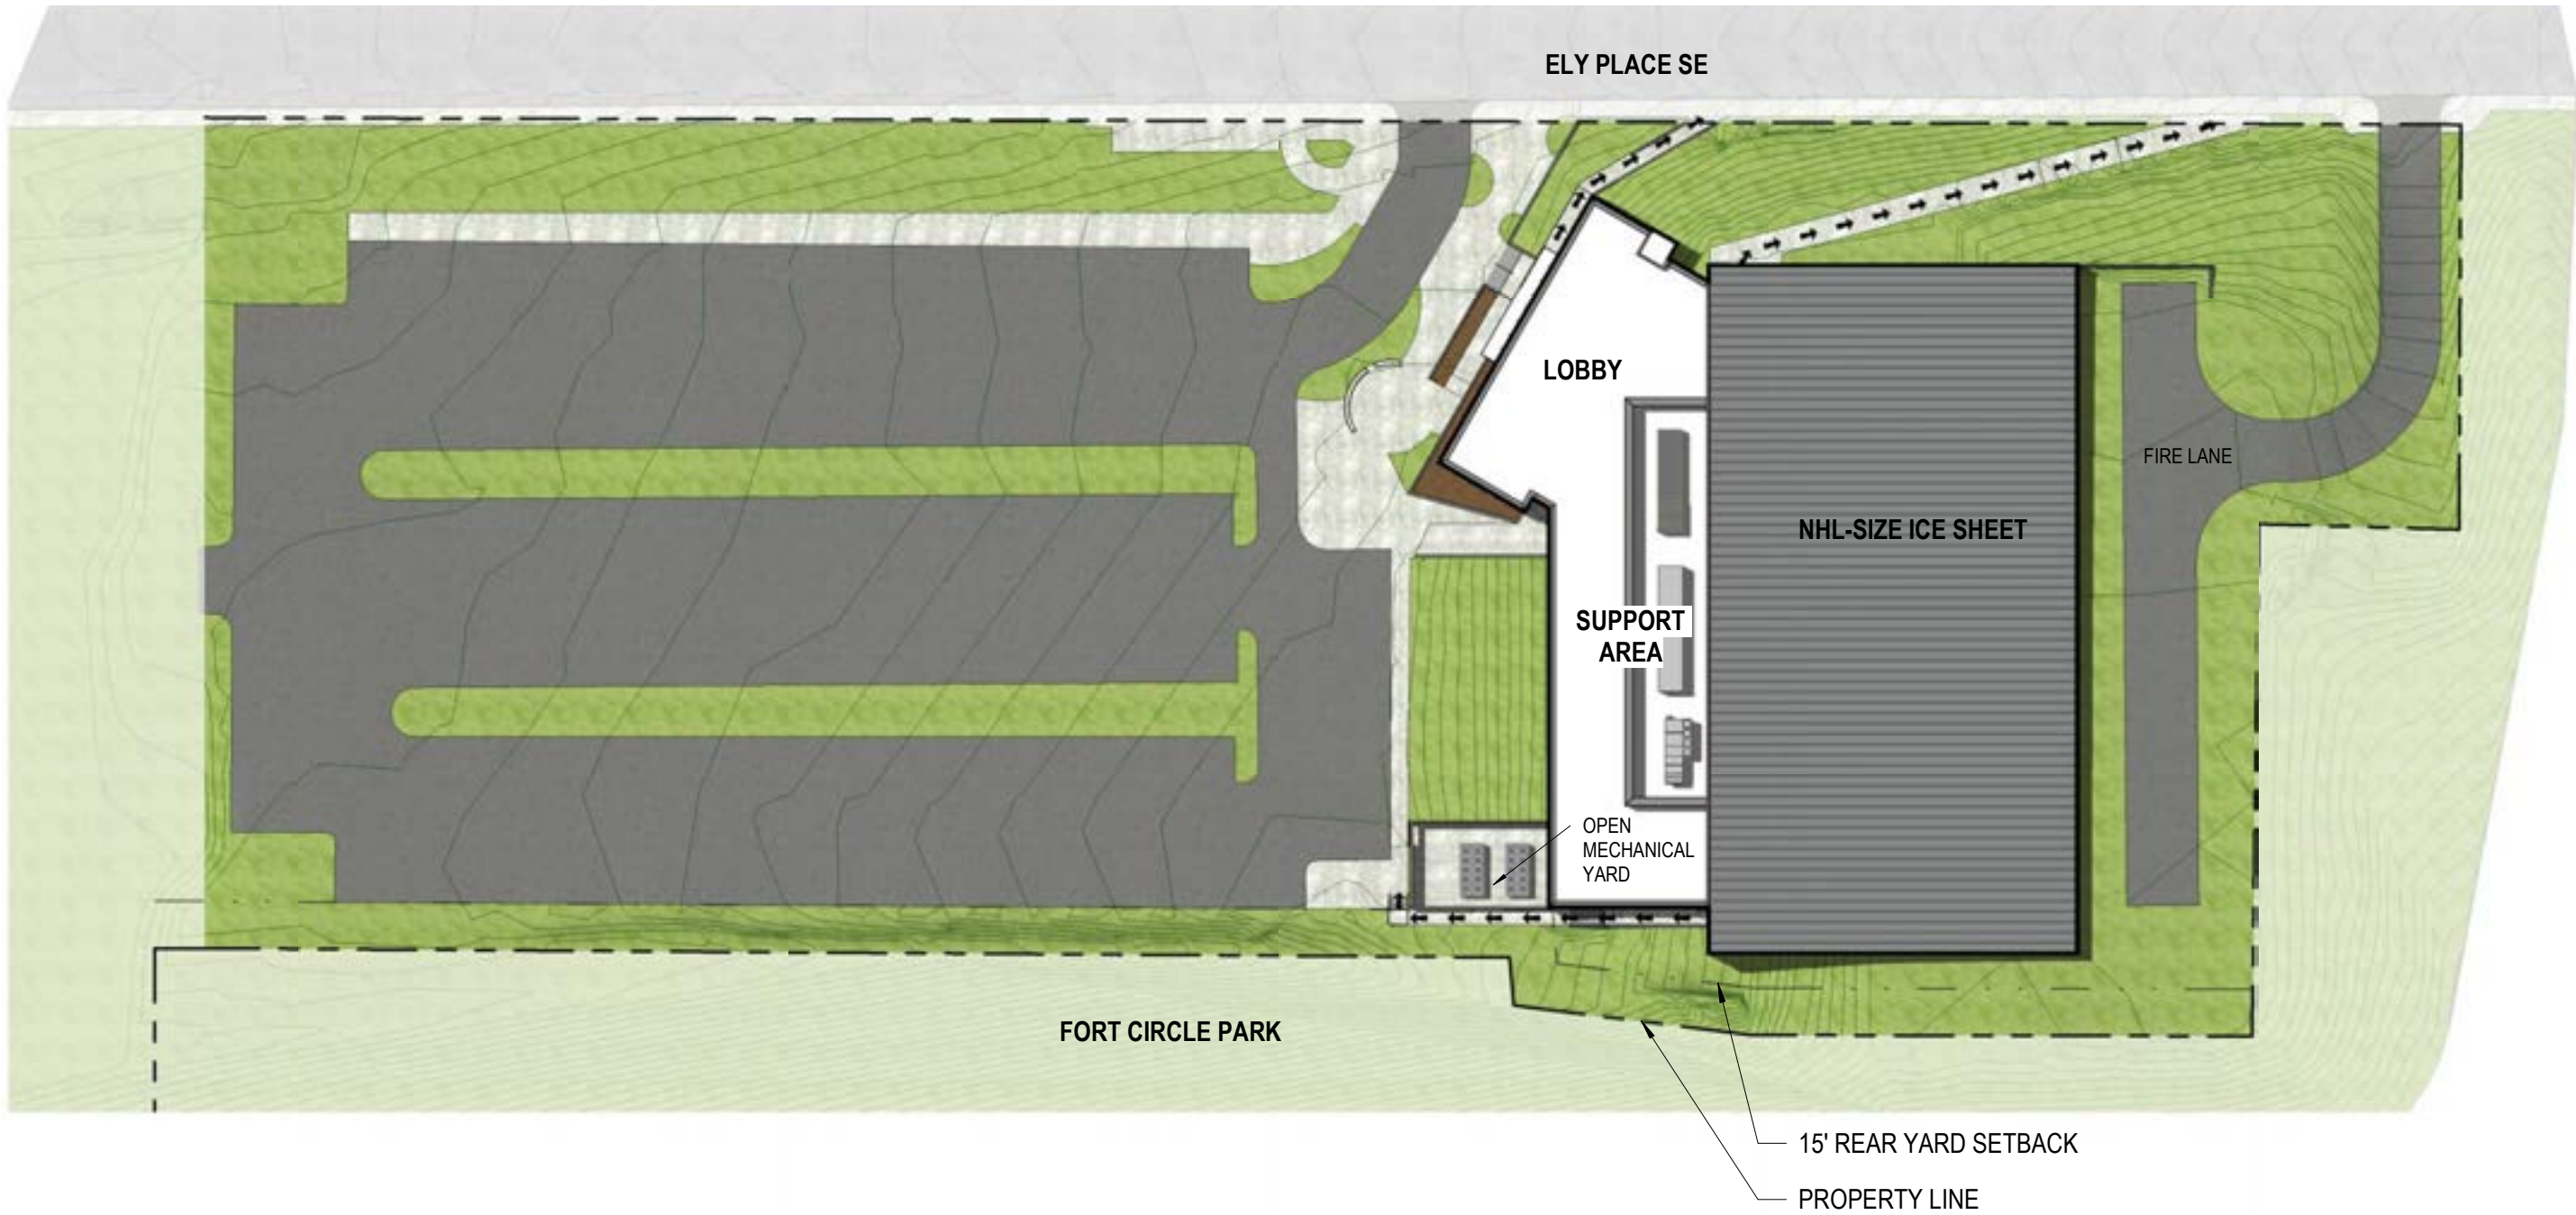 ELY PLACE SE
LOBBY
FIRE LANE
NHL-SIZE ICE SHEET
SUPPORT
AREA
OPEN
MECHANICAL
YARD
FORT CIRCLE PARK
15' REAR YARD SETBACK
PROPERTY LINE